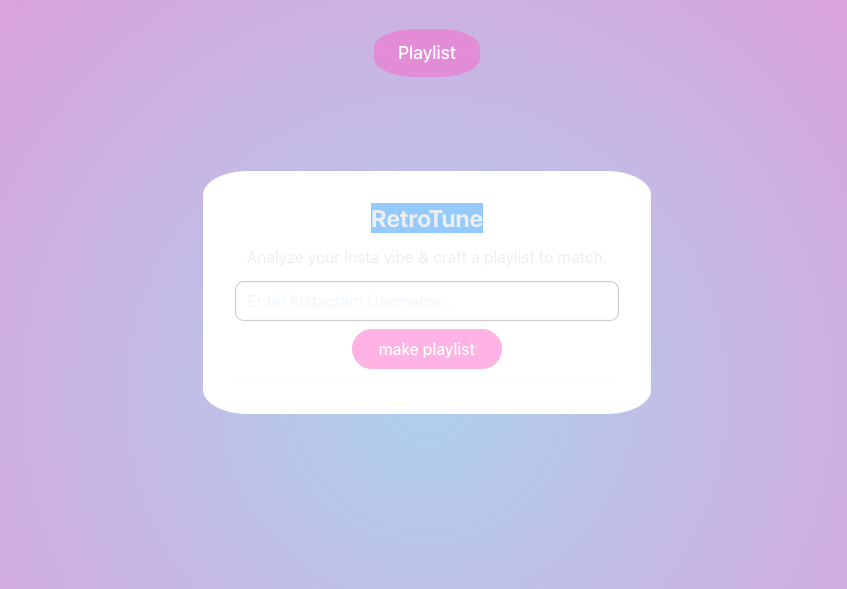 Playlist
RetroTune
Analyze your Insta vibe & craft a playlist to match.
Enter Instagram Username...
make playlist